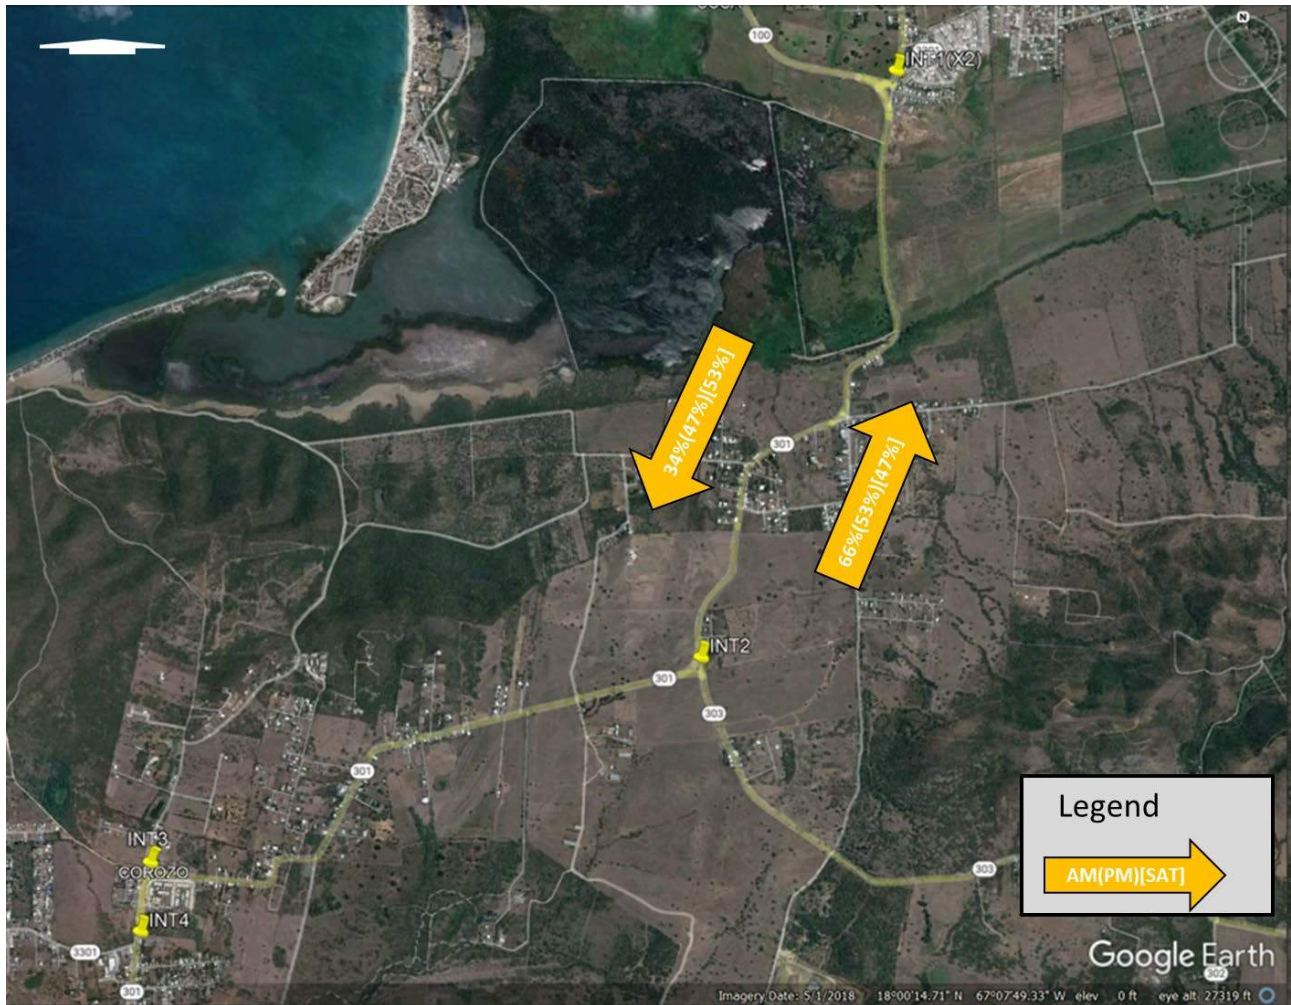 N
100
INT1(X2)
34%(47%)[53%]
301
66%(53%)[47%]
INT2
301
303
301
INT3
COROZO
INT4
3301
301
303
Legend
AM(PM)[SAT]
Google Earth
302
Imagery Date: 5/1/2018 18°00'14.71" N 67°07'49.33" W elev 0 ft eye alt 27319 ft